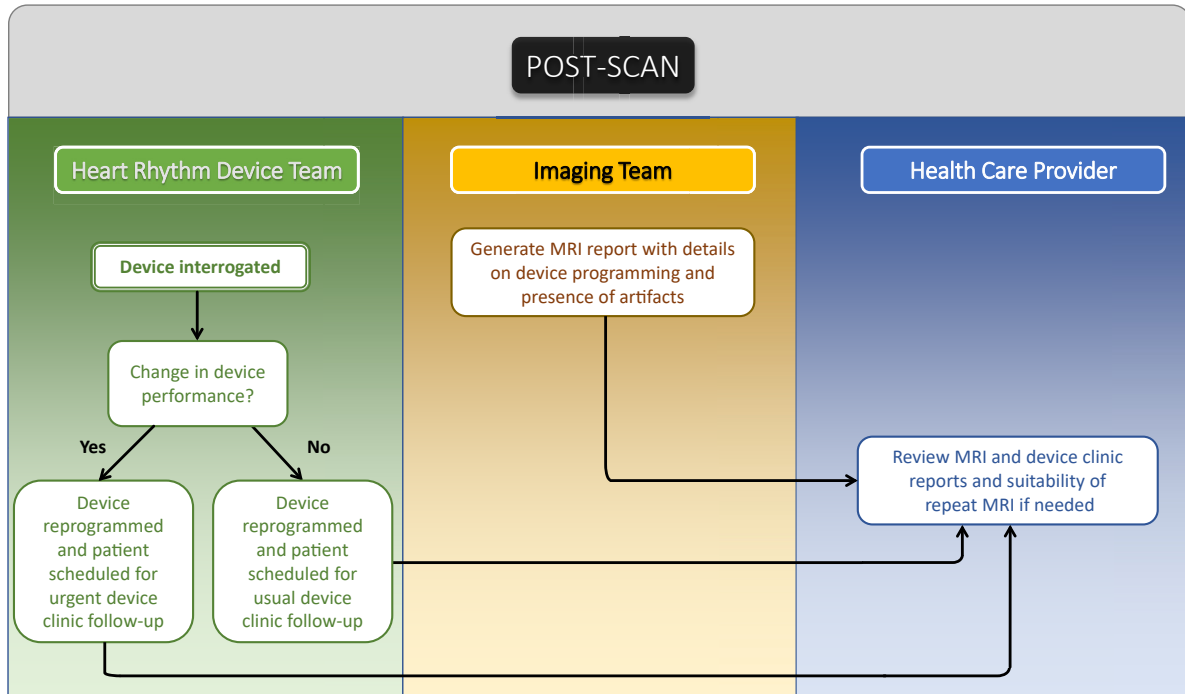 POST-SCAN
Heart Rhythm Device Team
Imaging Team
Health Care Provider
Device interrogated
Change in device
performance?
Yes
No
Device
reprogrammed
and patient
scheduled for
urgent device
clinic follow-up
Device
reprogrammed
and patient
scheduled for
usual device
clinic follow-up
Generate MRI report with details
on device programming and
presence of artifacts
Review MRI and device clinic
reports and suitability of
repeat MRI if needed